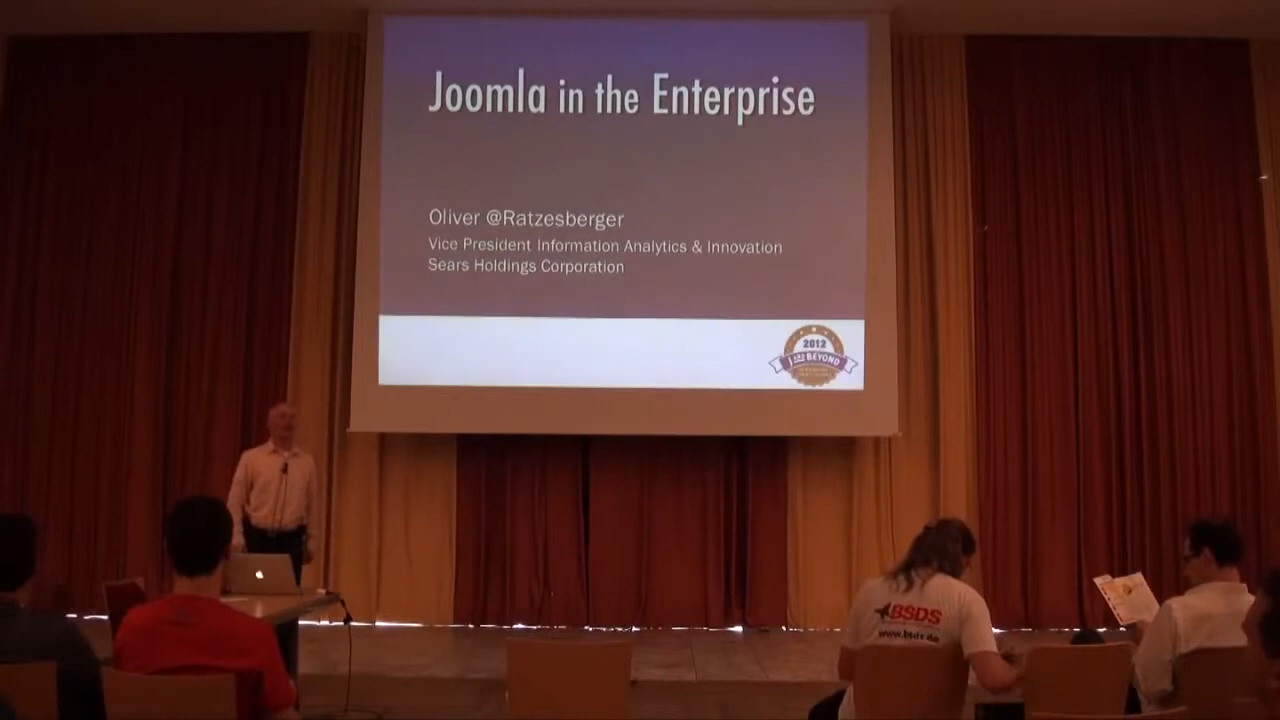 Joomla in the Enterprise
Oliver @Ratzesberger
Vice President Information Analytics & Innovation
Sears Holdings Corporation
2012
J AND BEYOND
BSDS
www.bsds.de